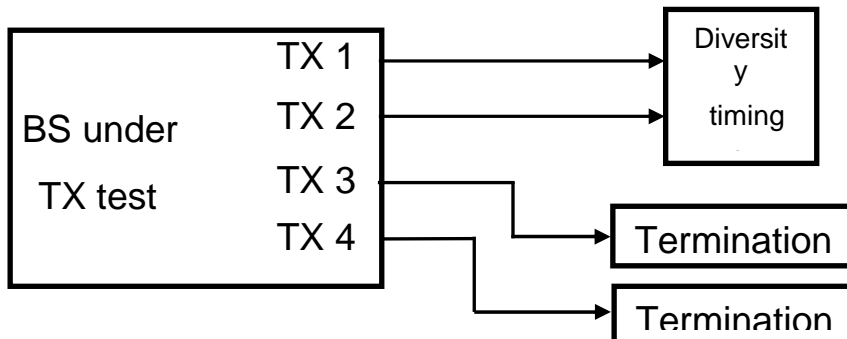 TX 1
TX 2
TX 3
TX 4
BS under
TX test
Diversit
y
timing
Termination
Termination